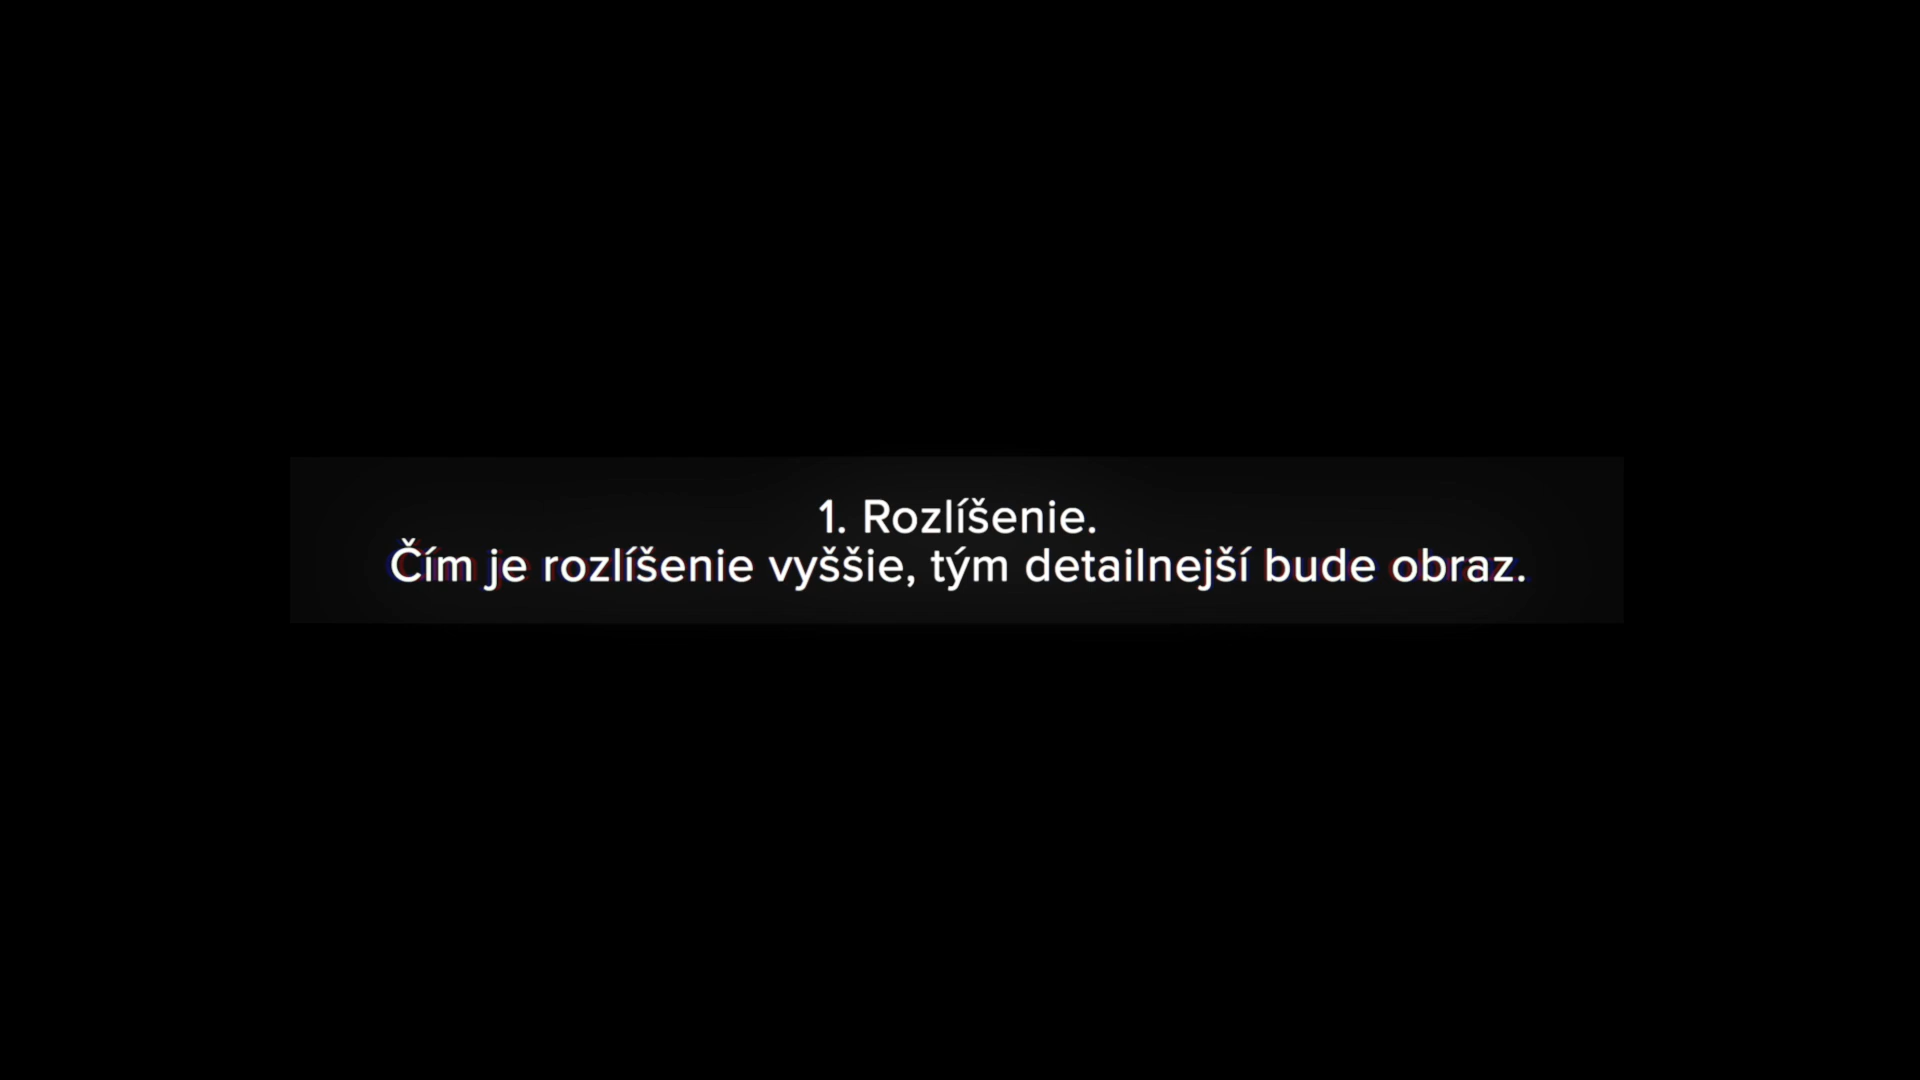 1. Rozlíšenie.
Čím je rozlíšenie vyššie, tým detailnejší bude obraz.